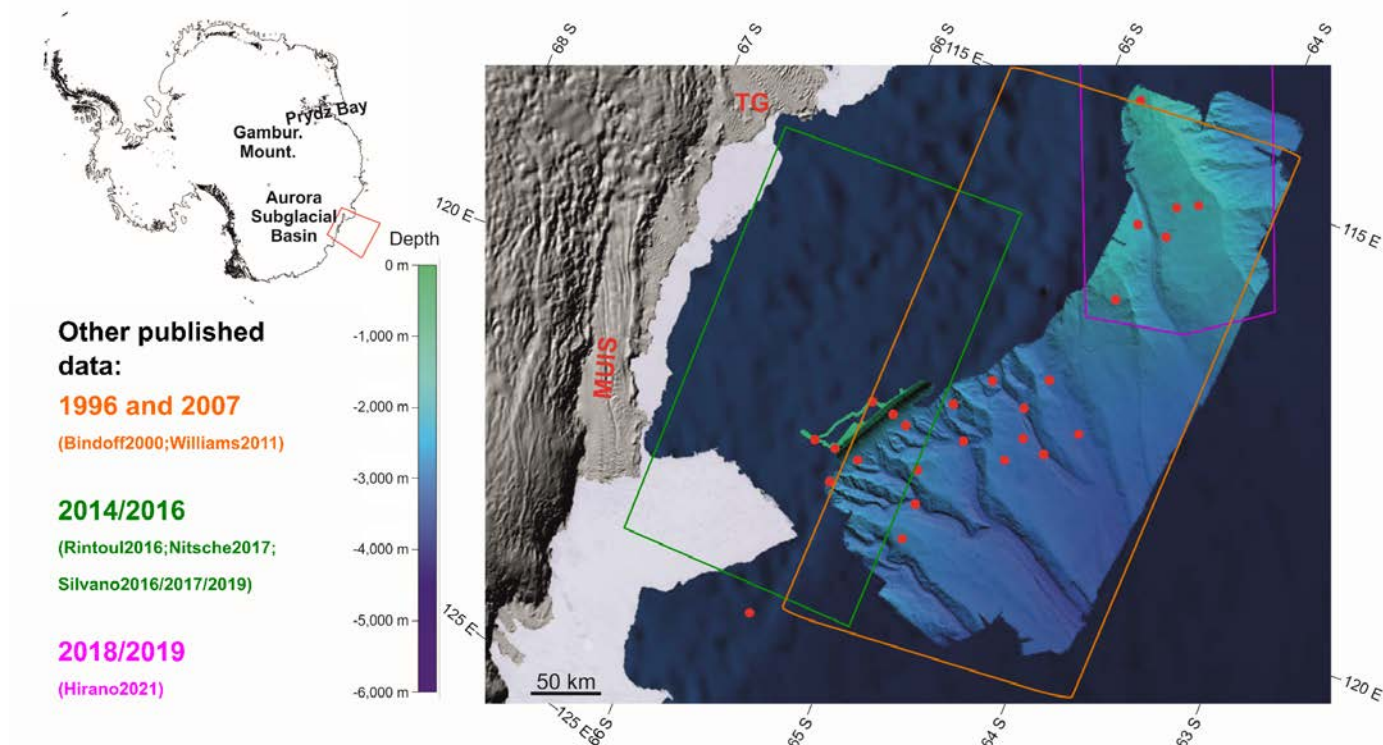 Prydz Bay
Gambur.
Mount.
Aurora
Subglacial
Basin
Depth
0 m
-1,000 m
-2,000 m
-3,000 m
-4,000 m
-5,000 m
-6,000 m
Other published
data:
1996 and 2007
(Bindoff2000;Williams2011)
2014/2016
(Rintoul2016;Nitsche2017;
Silvano2016/2017/2019)
2018/2019
(Hirano2021)
68 S
67 S
66 S
115 E
65 S
64 S
120 E
115 E
TG
MUIS
125 E
50 km
120 E
125 E
66 S
65 S
64 S
63 S